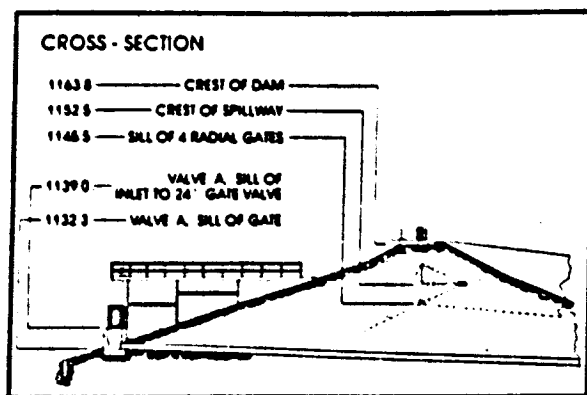 CROSS - SECTION
1163.8 CREST OF DAM
1152.5 CREST OF SPILLWAY
1146.5 SILL OF 4 RADIAL GATES
1139.0 VALVE A, SILL OF
INLET TO 24" GATE VALVE
1132.3 VALVE A, SILL OF GATE